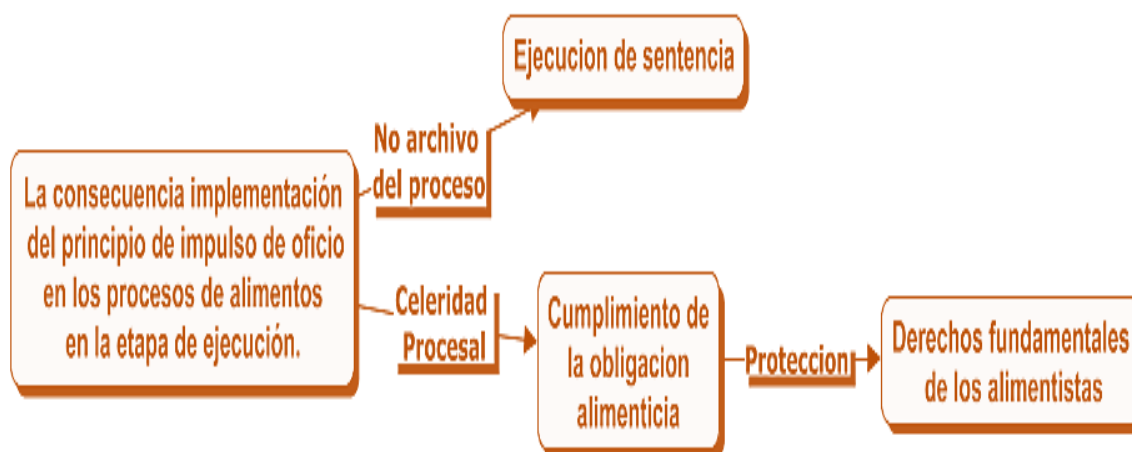 Ejecucion de sentencia
No archivo
del proceso
La consecuencia implementación
del principio de impulso de oficio
en los procesos de alimentos
en la etapa de ejecución.
Celeridad
Procesal
Cumplimiento de
la obligacion
alimenticia
Proteccion
Derechos fundamentales
de los alimentistas